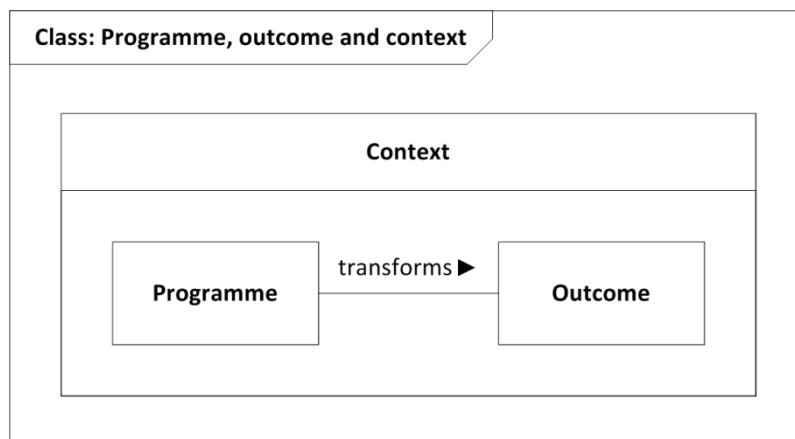 Class: Programme, outcome and context
Context
transforms ▶
Programme
Outcome